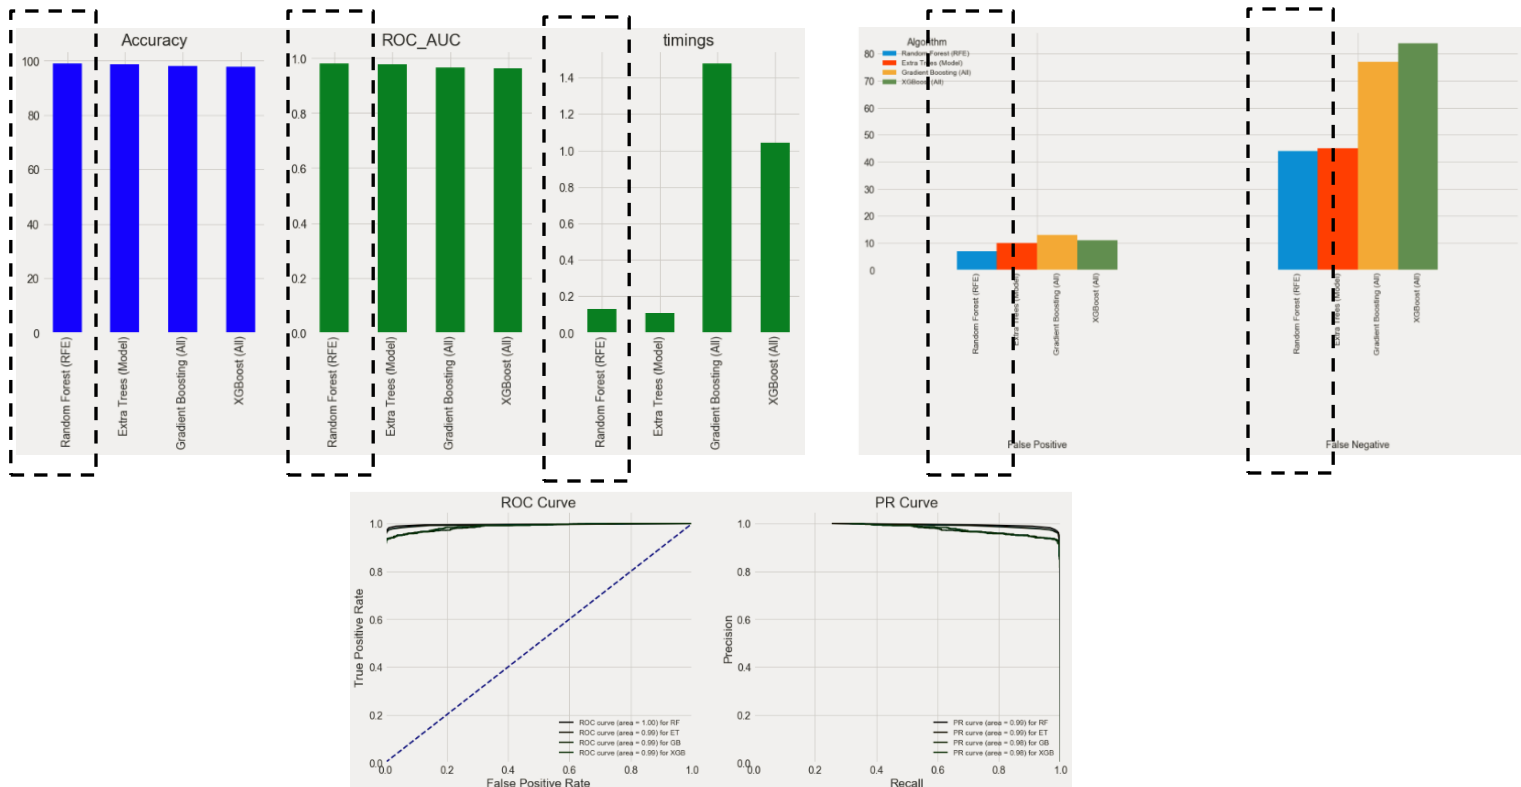 Accuracy
100
80
60
40
20
0
Random Forest (RFE)
Extra Trees (Model)
Gradient Boosting (All)
XGBoost (All)
ROC_AUC
1.0
0.8
0.6
0.4
0.2
0.0
Random Forest (RFE)
Extra Trees (Model)
Gradient Boosting (All)
XGBoost (All)
timings
1.4
1.2
1.0
0.8
0.6
0.4
0.2
0.0
Random Forest (RFE)
Extra Trees (Model)
Gradient Boosting (All)
XGBoost (All)
Algorithm
Random Forest (RFE)
Extra Trees (Model)
Gradient Boosting (All)
XGBoost (All)
80
70
60
50
40
30
20
10
0
Random Forest (RFE)
Extra Trees (Model)
Gradient Boosting (All)
XGBoost (All)
False Positive
Random Forest (RFE)
Extra Trees (Model)
Gradient Boosting (All)
XGBoost (All)
False Negative
ROC Curve
True Positive Rate
1.0
0.8
0.6
0.4
0.2
0.0
ROC curve (area = 1.00) for RF
ROC curve (area = 0.99) for ET
ROC curve (area = 0.99) for GB
ROC curve (area = 0.99) for XGB
0.0 0.2 0.4 0.6 0.8 1.0
False Positive Rate
PR Curve
Precision
1.0
0.8
0.6
0.4
0.2
0.0
PR curve (area = 0.99) for RF
PR curve (area = 0.99) for ET
PR curve (area = 0.98) for GB
PR curve (area = 0.98) for XGB
0.0 0.2 0.4 0.6 0.8 1.0
Recall